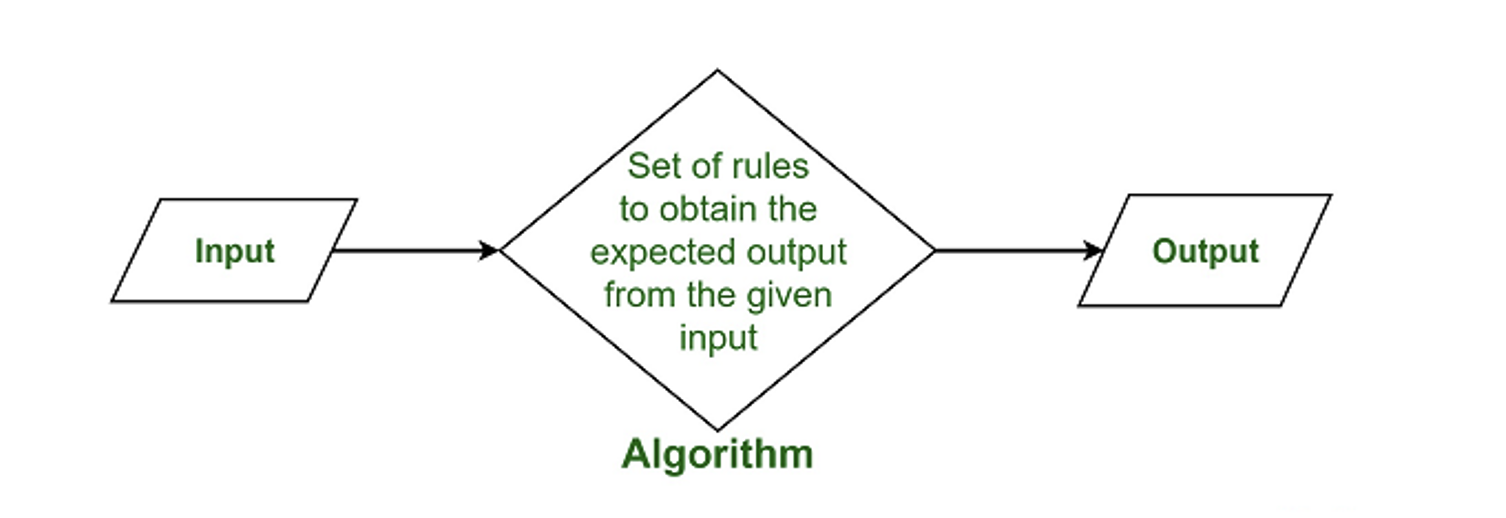 Input
Set of rules
to obtain the
expected output
from the given
input
Output
Algorithm